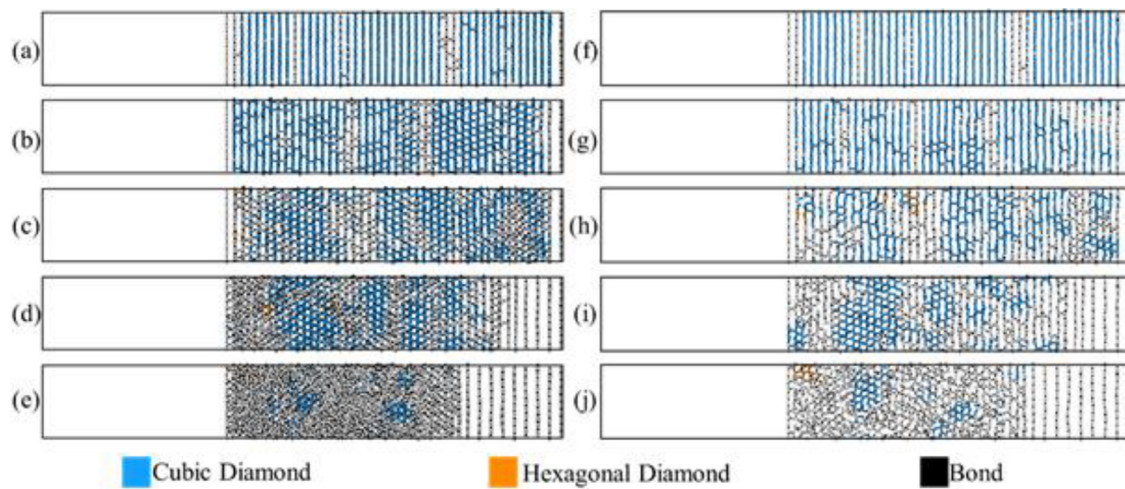 (a) (f)
(b) (g)
(c) (h)
(d) (i)
(e) (j)
Cubic Diamond Hexagonal Diamond Bond